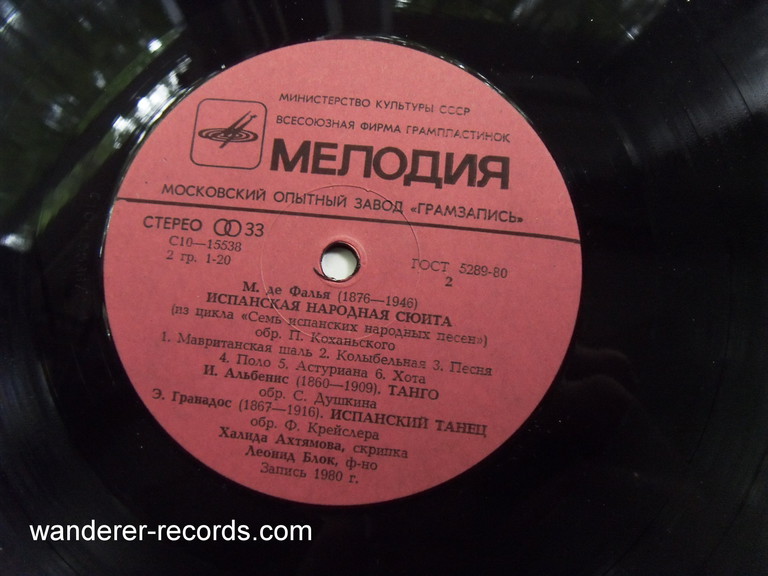 МИНИСТЕРСТВО КУЛЬТУРЫ СССР
ВСЕСОЮЗНАЯ ФИРМА ГРАМПЛАСТИНОК
МЕЛОДИЯ
МОСКОВСКИЙ ОПЫТНЫЙ ЗАВОД «ГРАМЗАПИСЬ»
СТЕРЕО 33
С10—15538
2 гр. 1-20
ГОСТ 5289-80
2
М. де Фалья (1876—1946)
ИСПАНСКАЯ НАРОДНАЯ СЮИТА
(из цикла «Семь испанских народных песен»)
обр. П. Коханьского
1. Мавританская шаль 2. Колыбельная 3. Песня
4. Поло 5. Астуриана 6. Хота
И. Альбенис (1860—1909). ТАНГО
обр. С. Душкина
Э. Гранадос (1867—1916). ИСПАНСКИЙ ТАНЕЦ
обр. Ф. Крейслера
Халида Ахтямова, скрипка
Леонид Блок, ф-но
Запись 1980 г.
wanderer-records.com